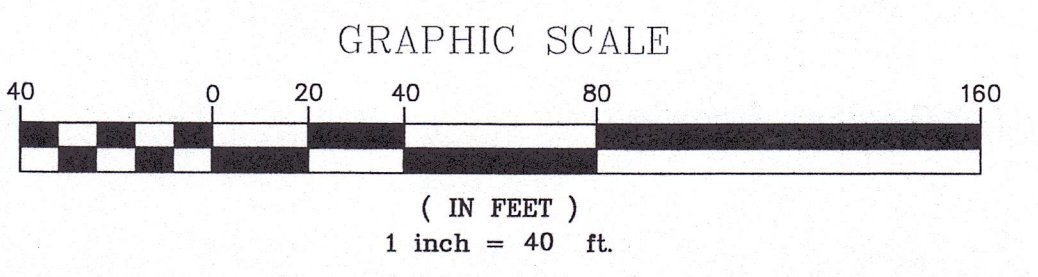 GRAPHIC SCALE
40 0 20 40 80 160
( IN FEET )
1 inch = 40 ft.